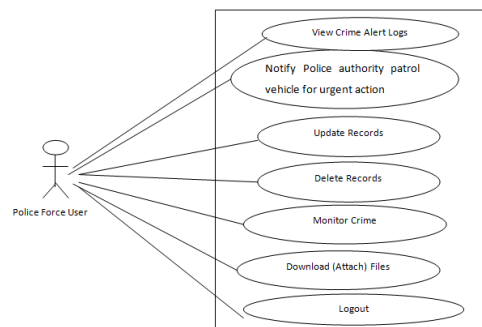 View Crime Alert Logs
Notify Police authority patrol
vehicle for urgent action
Update Records
Delete Records
Police Force User
Monitor Crime
Download (Attach) Files
Logout